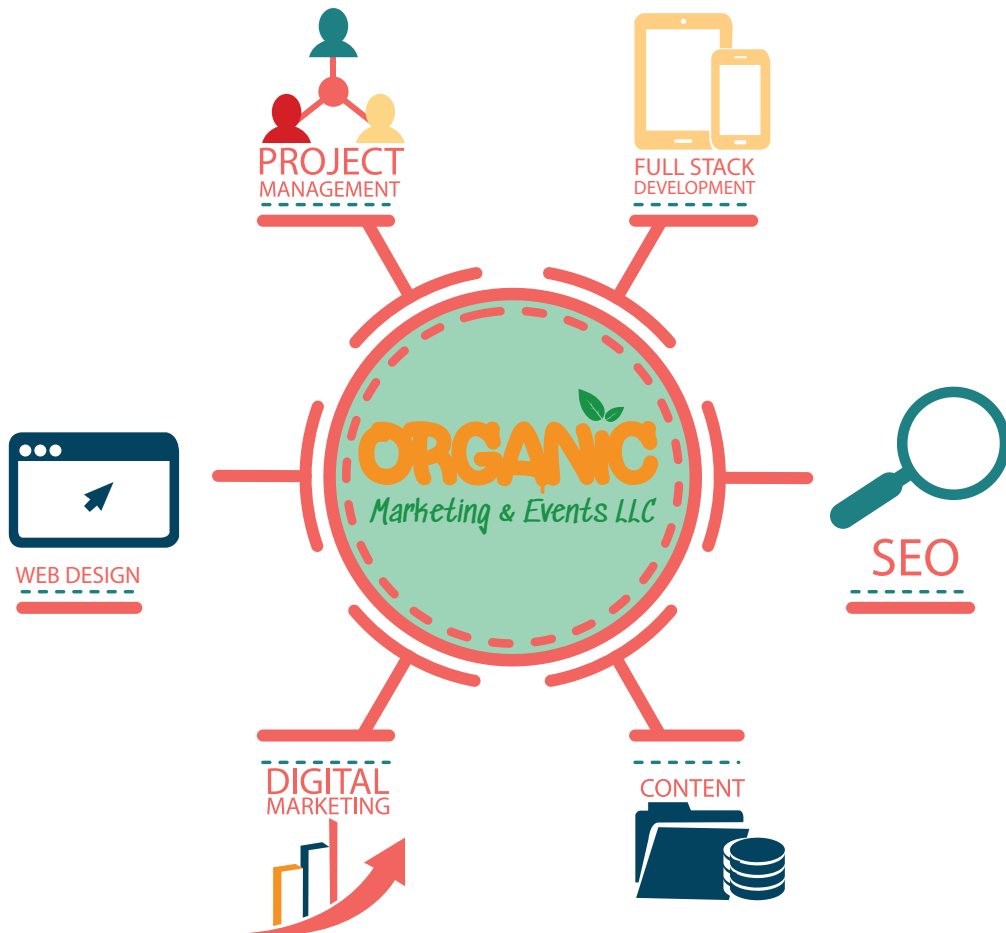 PROJECT
MANAGEMENT
FULL STACK
DEVELOPMENT
ORGANiC
Marketing & Events LLC
WEB DESIGN
SEO
DIGITAL
MARKETING
CONTENT